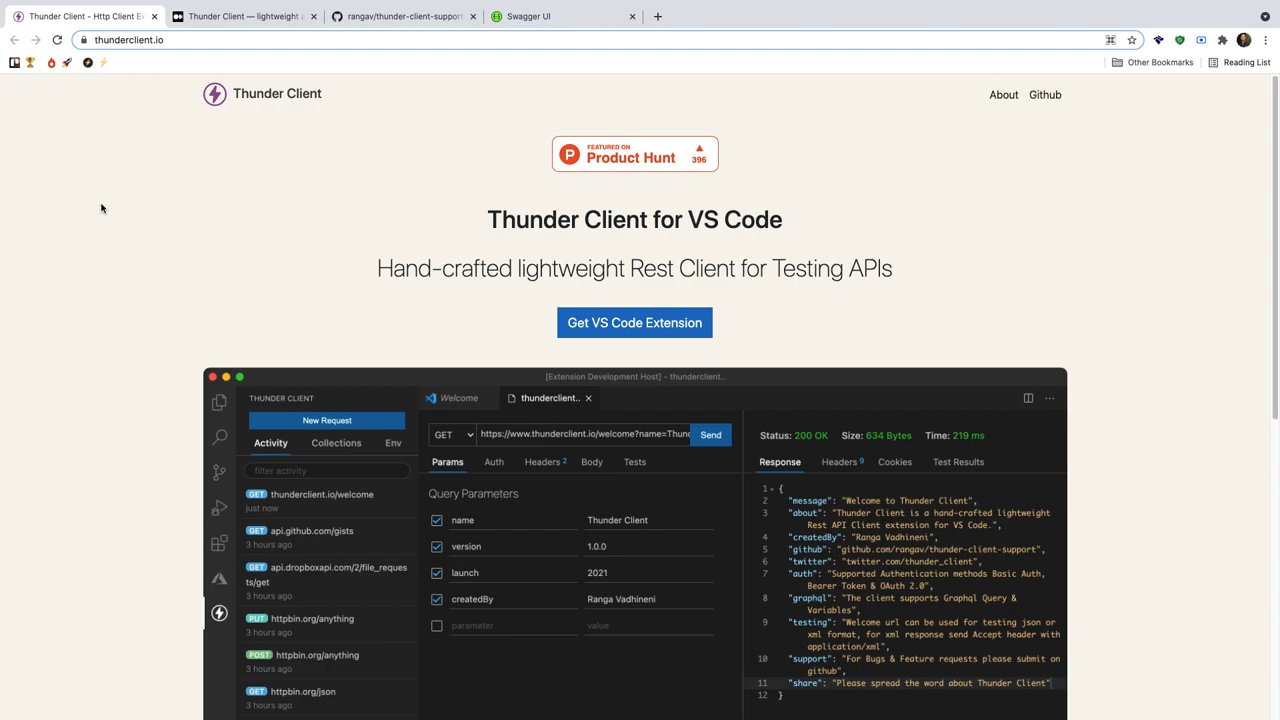 Thunder Client - Http Client Ex
Thunder Client — lightweight a
rangav/thunder-client-support
Swagger UI
thunderclient.io
Other Bookmarks
Reading List
Thunder Client
About
Github
FEATURED ON
Product Hunt
396
Thunder Client for VS Code
Hand-crafted lightweight Rest Client for Testing APIs
Get VS Code Extension
[Extension Development Host] - thunderclient..
THUNDER CLIENT
New Request
Activity
Collections
Env
filter activity
GET thunderclient.io/welcome
just now
GET api.github.com/gists
3 hours ago
GET api.dropboxapi.com/2/file_reques
ts/get
3 hours ago
PUT httpbin.org/anything
3 hours ago
POST httpbin.org/anything
3 hours ago
GET httpbin.org/json
3 hours ago
Welcome
thunderclient..
GET
https://www.thunderclient.io/welcome?name=Thund
Send
Params
Auth
Headers 2
Body
Tests
Query Parameters
name
Thunder Client
version
1.0.0
launch
2021
createdBy
Ranga Vadhineni
parameter
value
Status: 200 OK
Size: 634 Bytes
Time: 219 ms
Response
Headers 9
Cookies
Test Results
1 {
2 "message": "Welcome to Thunder Client",
3 "about": "Thunder Client is a hand-crafted lightweight
Rest API Client extension for VS Code.",
4 "createdBy": "Ranga Vadhineni",
5 "github": "github.com/rangav/thunder-client-support",
6 "twitter": "twitter.com/thunder_client",
7 "auth": "Supported Authentication methods Basic Auth,
Bearer Token & OAuth 2.0",
8 "graphql": "The client supports Graphql Query &
Variables",
9 "testing": "Welcome url can be used for testing json or
xml format, for xml response send Accept header with
application/xml",
10 "support": "For Bugs & Feature requests please submit on
github",
11 "share": "Please spread the word about Thunder Client"
12 }